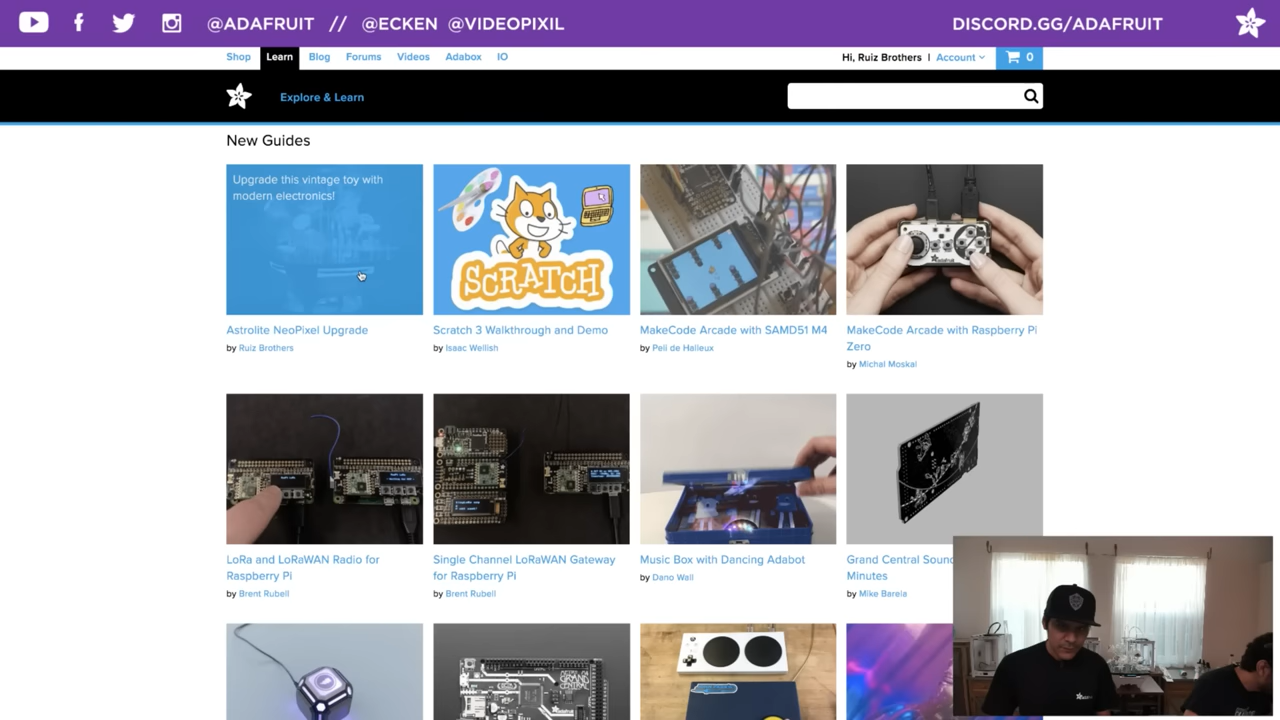 @ADAFRUIT // @ECKEN @VIDEOPIXIL
DISCORD.GG/ADAFRUIT
Shop Learn Blog Forums Videos Adabox IO
Hi, Ruiz Brothers | Account 0
Explore & Learn
New Guides
Upgrade this vintage toy with
modern electronics!
SCRATCH
Astrolite NeoPixel Upgrade
by Ruiz Brothers
Scratch 3 Walkthrough and Demo
by Isaac Wellish
MakeCode Arcade with SAMD51 M4
by Peli de Halleux
MakeCode Arcade with Raspberry Pi
Zero
by Michal Moskal
LoRa and LoRaWAN Radio for
Raspberry Pi
by Brent Rubell
Single Channel LoRaWAN Gateway
for Raspberry Pi
by Brent Rubell
Music Box with Dancing Adabot
by Dano Wall
Grand Central Soun
Minutes
by Mike Barela